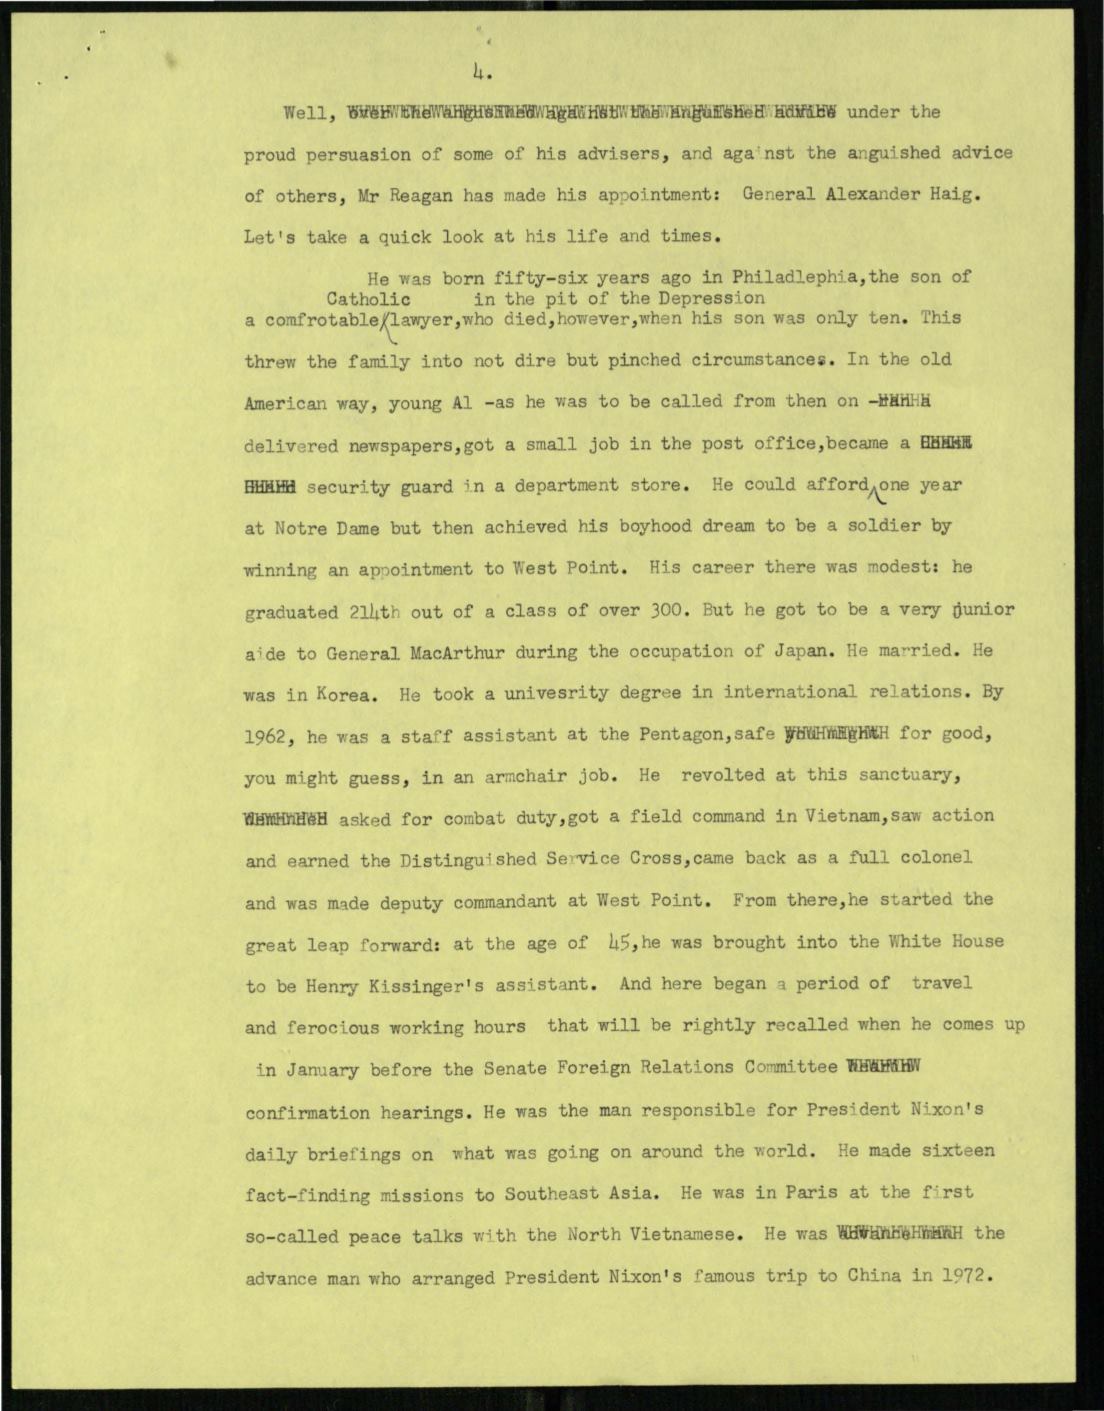 4.
Well, under the
proud persuasion of some of his advisers, and against the anguished advice
of others, Mr Reagan has made his appointment: General Alexander Haig.
Let's take a quick look at his life and times.
He was born fifty-six years ago in Philadlephia,the son of
Catholic in the pit of the Depression
a comfrotable/lawyer,who died,however,when his son was only ten. This
threw the family into not dire but pinched circumstances. In the old
American way, young Al -as he was to be called from then on -
delivered newspapers,got a small job in the post office,became a
security guard in a department store. He could afford one year
at Notre Dame but then achieved his boyhood dream to be a soldier by
winning an appointment to West Point. His career there was modest: he
graduated 214th out of a class of over 300. But he got to be a very junior
aide to General MacArthur during the occupation of Japan. He married. He
was in Korea. He took a univesrity degree in international relations. By
1962, he was a staff assistant at the Pentagon,safe for good,
you might guess, in an armchair job. He revolted at this sanctuary,
asked for combat duty,got a field command in Vietnam,saw action
and earned the Distinguished Service Cross,came back as a full colonel
and was made deputy commandant at West Point. From there,he started the
great leap forward: at the age of 45,he was brought into the White House
to be Henry Kissinger's assistant. And here began a period of travel
and ferocious working hours that will be rightly recalled when he comes up
in January before the Senate Foreign Relations Committee
confirmation hearings. He was the man responsible for President Nixon's
daily briefings on what was going on around the world. He made sixteen
fact-finding missions to Southeast Asia. He was in Paris at the first
so-called peace talks with the North Vietnamese. He was the
advance man who arranged President Nixon's famous trip to China in 1972.